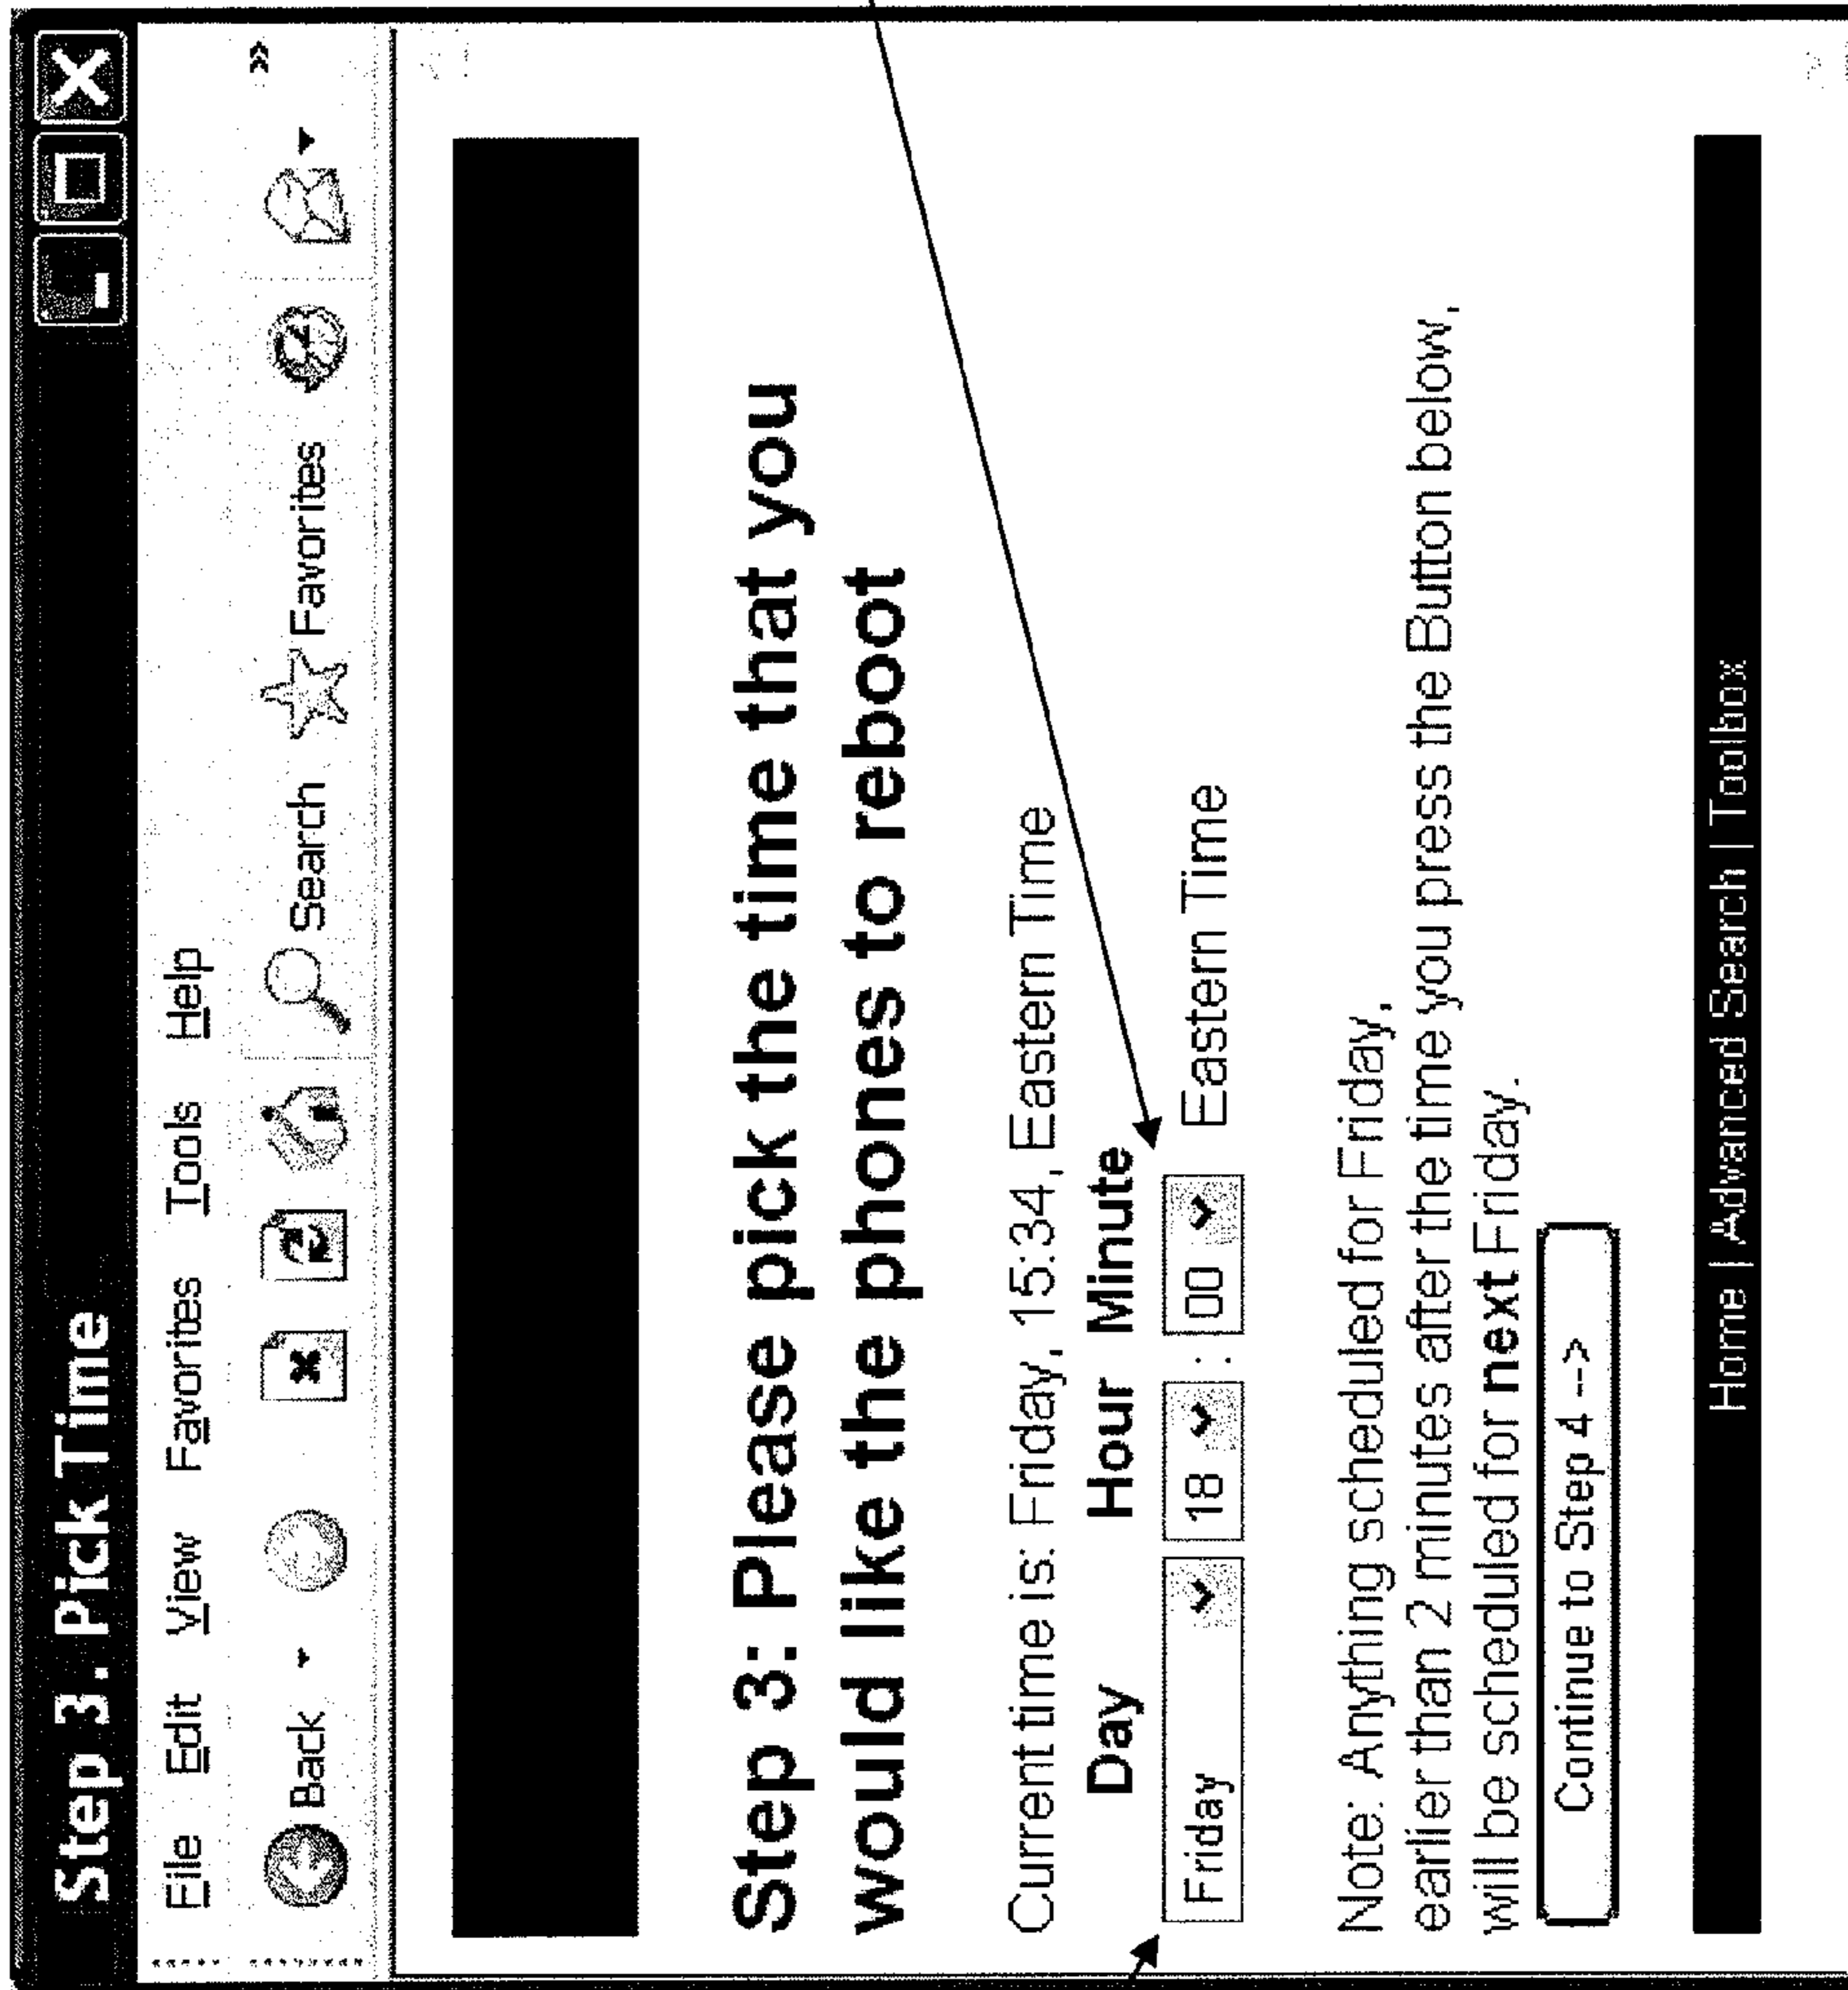 Step 3. Pick Time
File Edit View Favorites Tools Help
Back Search Favorites »
Step 3: Please pick the time that you
would like the phones to reboot
Current time is: Friday, 15:34, Eastern Time
Day Hour Minute
Friday 18 : 00 Eastern Time
Note: Anything scheduled for Friday,
earlier than 2 minutes after the time you press the Button below,
will be scheduled for next Friday.
Continue to Step 4 -->
Home | Advanced Search | Toolbox